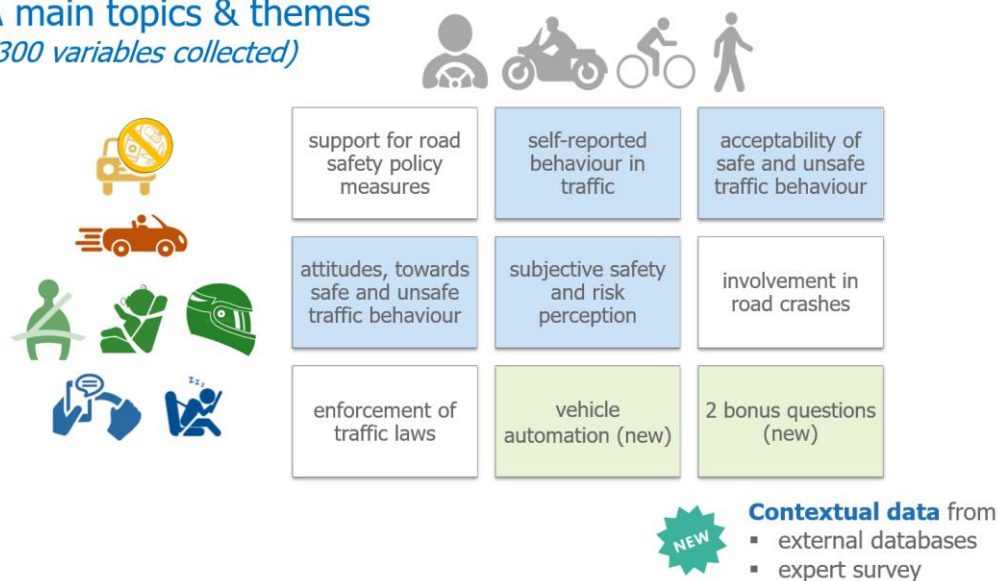 main topics & themes
300 variables collected)
support for road
safety policy
measures
self-reported
behaviour in
traffic
acceptability of
safe and unsafe
traffic behaviour
attitudes, towards
safe and unsafe
traffic behaviour
subjective safety
and risk
perception
involvement in
road crashes
zzz
enforcement of
traffic laws
vehicle
automation (new)
2 bonus questions
(new)
NEW
Contextual data from
▪ external databases
▪ expert survey